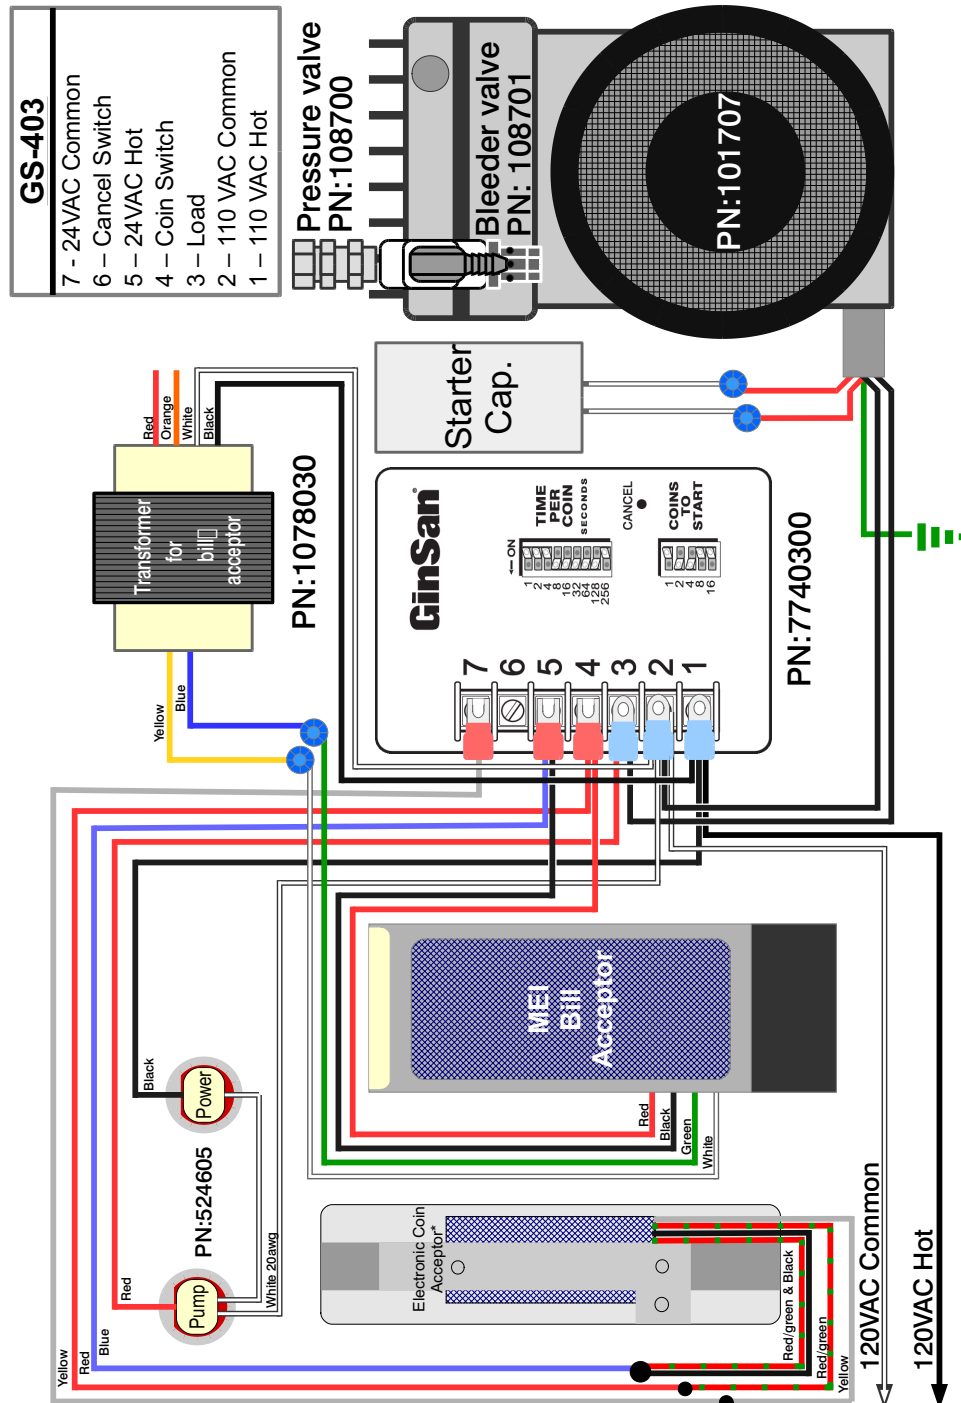 GS-403
7 - 24VAC Common
6 – Cancel Switch
5 – 24VAC Hot
4 – Coin Switch
3 – Load
2 – 110 VAC Common
1 – 110 VAC Hot
Pressure valve
PN:108700
Bleeder valve
PN: 108701
PN:101707
Red
Orange
White
Black
Transformer
for
bill
acceptor
PN:1078030
Yellow
Blue
Starter
Cap.
GinSan
ON
1
2
4
8
16
32
64
128
256
TIME
PER
COIN
SECONDS
CANCEL
1
2
4
8
16
COINS
TO
START
7
6
5
4
3
2
1
PN:7740300
Black
Power
PN:524605
Red
Pump
White 20awg
MEI
Bill
Acceptor
Red
Black
Green
White
Electronic Coin
Acceptor*
Yellow
Red
Blue
Red/green & Black
Red/green
Yellow
120VAC Common
120VAC Hot